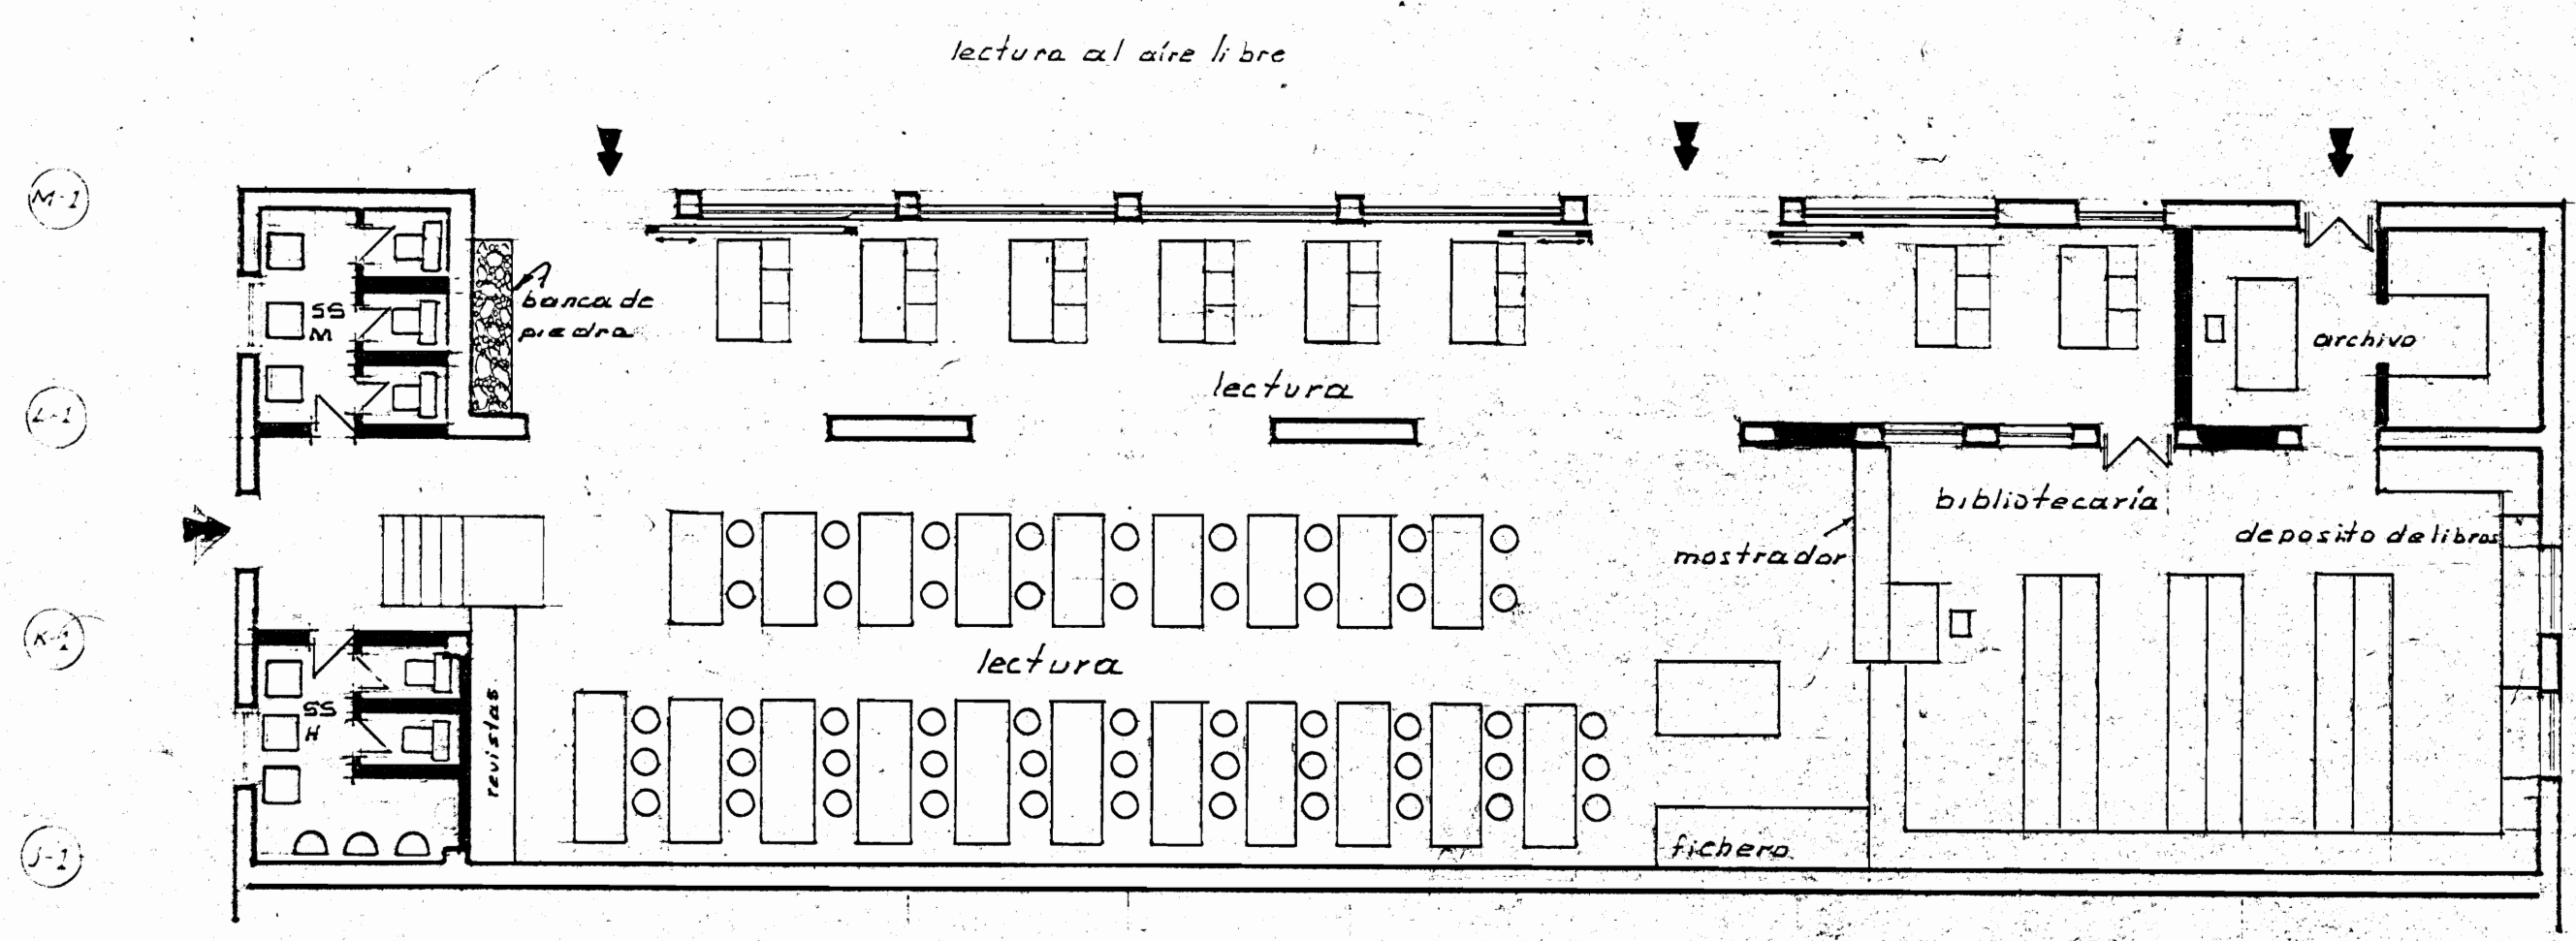 lectura al aire libre
M-1
SS
M
banca de
piedra
lectura
archivo
L-1
bibliotecaría
deposito de libros
mostrador
K-1
lectura
SS
H
revistas
J-1
fichero